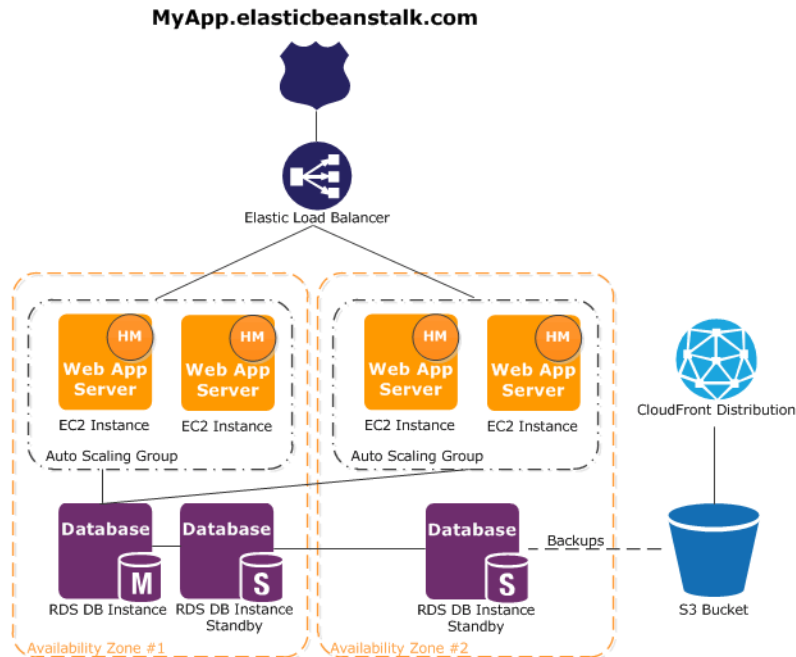 MyApp.elasticbeanstalk.com
Elastic Load Balancer
HM
Web App
Server
EC2 Instance
HM
Web App
Server
EC2 Instance
Auto Scaling Group
HM
Web App
Server
EC2 Instance
HM
Web App
Server
EC2 Instance
Auto Scaling Group
CloudFront Distribution
Database
M
RDS DB Instance
Database
S
RDS DB Instance
Standby
Database
S
RDS DB Instance
Standby
Backups
S3 Bucket
Availability Zone #1
Availability Zone #2